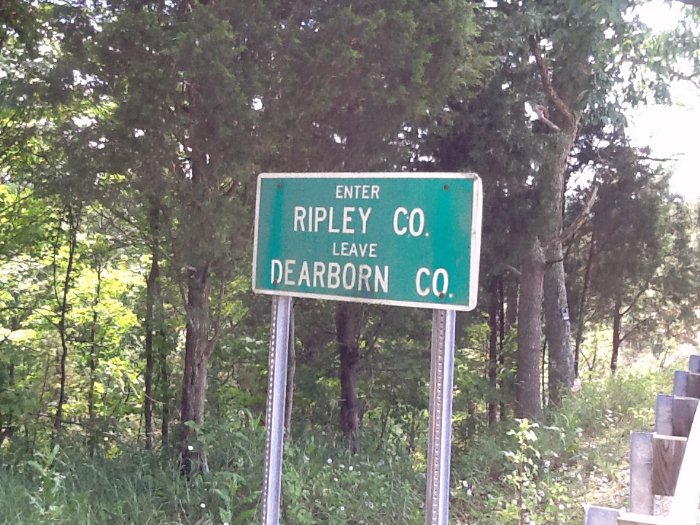 ENTER
RIPLEY CO.
LEAVE
DEARBORN CO.